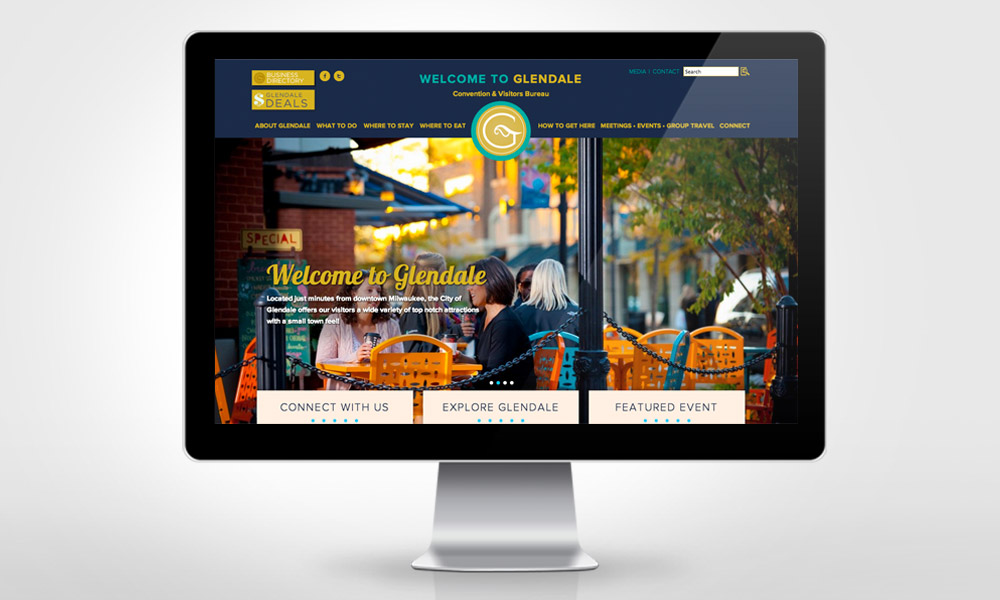 BUSINESS
DIRECTORY
f t
GLENDALE
$ DEALS
WELCOME TO GLENDALE
Convention & Visitors Bureau
MEDIA | CONTACT Search
ABOUT GLENDALE WHAT TO DO WHERE TO STAY WHERE TO EAT G HOW TO GET HERE MEETINGS • EVENTS • GROUP TRAVEL CONNECT
SPECIAL
Welcome to Glendale
Located just minutes from downtown Milwaukee, the City of
Glendale offers our visitors a wide variety of top notch attractions
with a small town feel!
CONNECT WITH US EXPLORE GLENDALE FEATURED EVENT